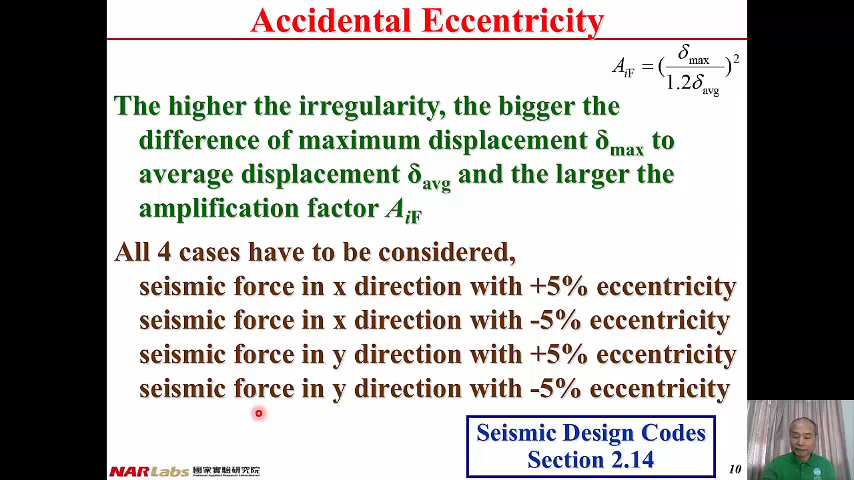 Accidental Eccentricity
A_iF = (δ_max / 1.2δ_avg)^2
The higher the irregularity, the bigger the
difference of maximum displacement δ_max to
average displacement δ_avg and the larger the
amplification factor A_iF
All 4 cases have to be considered,
seismic force in x direction with +5% eccentricity
seismic force in x direction with -5% eccentricity
seismic force in y direction with +5% eccentricity
seismic force in y direction with -5% eccentricity
Seismic Design Codes
Section 2.14
NARLabs 國家實驗研究院
National Applied Research Laboratories
10